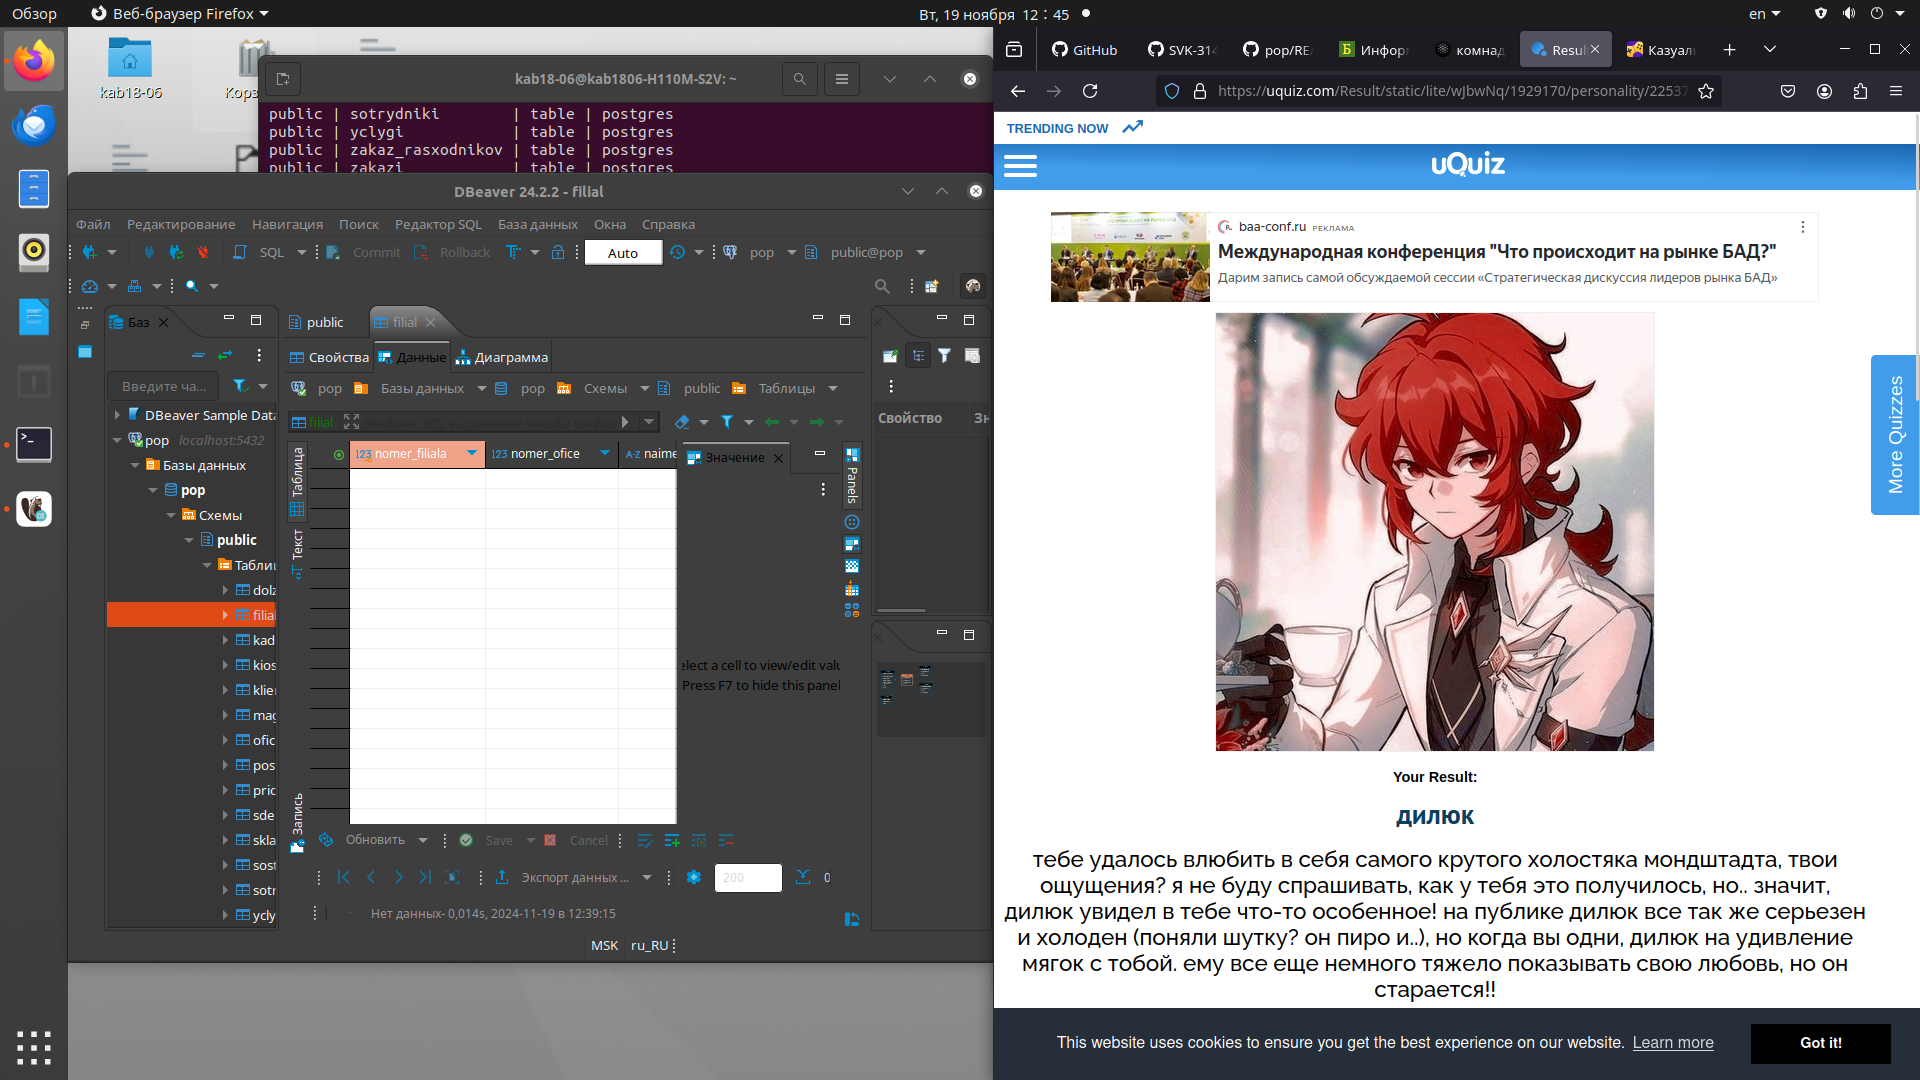 Обзор
Веб-браузер Firefox
Вт, 19 ноября 12 : 45
en
kab18-06
Корз
kab18-06@kab1806-H110M-S2V: ~
public | sotrydniki | table | postgres
public | yclygi | table | postgres
public | zakaz_rasxodnikov | table | postgres
public | zakazi | table | postgres
DBeaver 24.2.2 - filial
Файл Редактирование Навигация Поиск Редактор SQL База данных Окна Справка
SQL Commit Rollback Auto pop public@pop
Баз
Введите ча...
DBeaver Sample Data
pop localhost:5432
Базы данных
pop
Схемы
public
Таблиц
dolz
filial
kad
kios
klie
mag
ofic
pos
pric
sde
skla
sost
sotr
ycly
public filial
Свойства Данные Диаграмма
pop Базы данных pop Схемы public Таблицы
filial
Таблица
Текст
Запись
123 nomer_filiala 123 nomer_ofice A-Z naime
Значение
Panels
elect a cell to view/edit valu
Press F7 to hide this panel
Свойство Зн
Обновить Save Cancel
Экспорт данных ... 200 0
Нет данных- 0,014s, 2024-11-19 в 12:39:15
MSK ru_RU
GitHub SVK-314 pop/REA Инфор комнад Resu Казуал
https://uquiz.com/Result/static/lite/wJbwNq/1929170/personality/22537
TRENDING NOW
uQuiz
baa-conf.ru РЕКЛАМА
Международная конференция "Что происходит на рынке БАД?"
Дарим запись самой обсуждаемой сессии «Стратегическая дискуссия лидеров рынка БАД»
More Quizzes
Your Result:
дилюк
тебе удалось влюбить в себя самого крутого холостяка мондштадта, твои
ощущения? я не буду спрашивать, как у тебя это получилось, но.. значит,
дилюк увидел в тебе что-то особенное! на публике дилюк все так же серьезен
и холоден (поняли шутку? он пиро и..), но когда вы одни, дилюк на удивление
мягок с тобой. ему все еще немного тяжело показывать свою любовь, но он
старается!!
This website uses cookies to ensure you get the best experience on our website. Learn more
Got it!